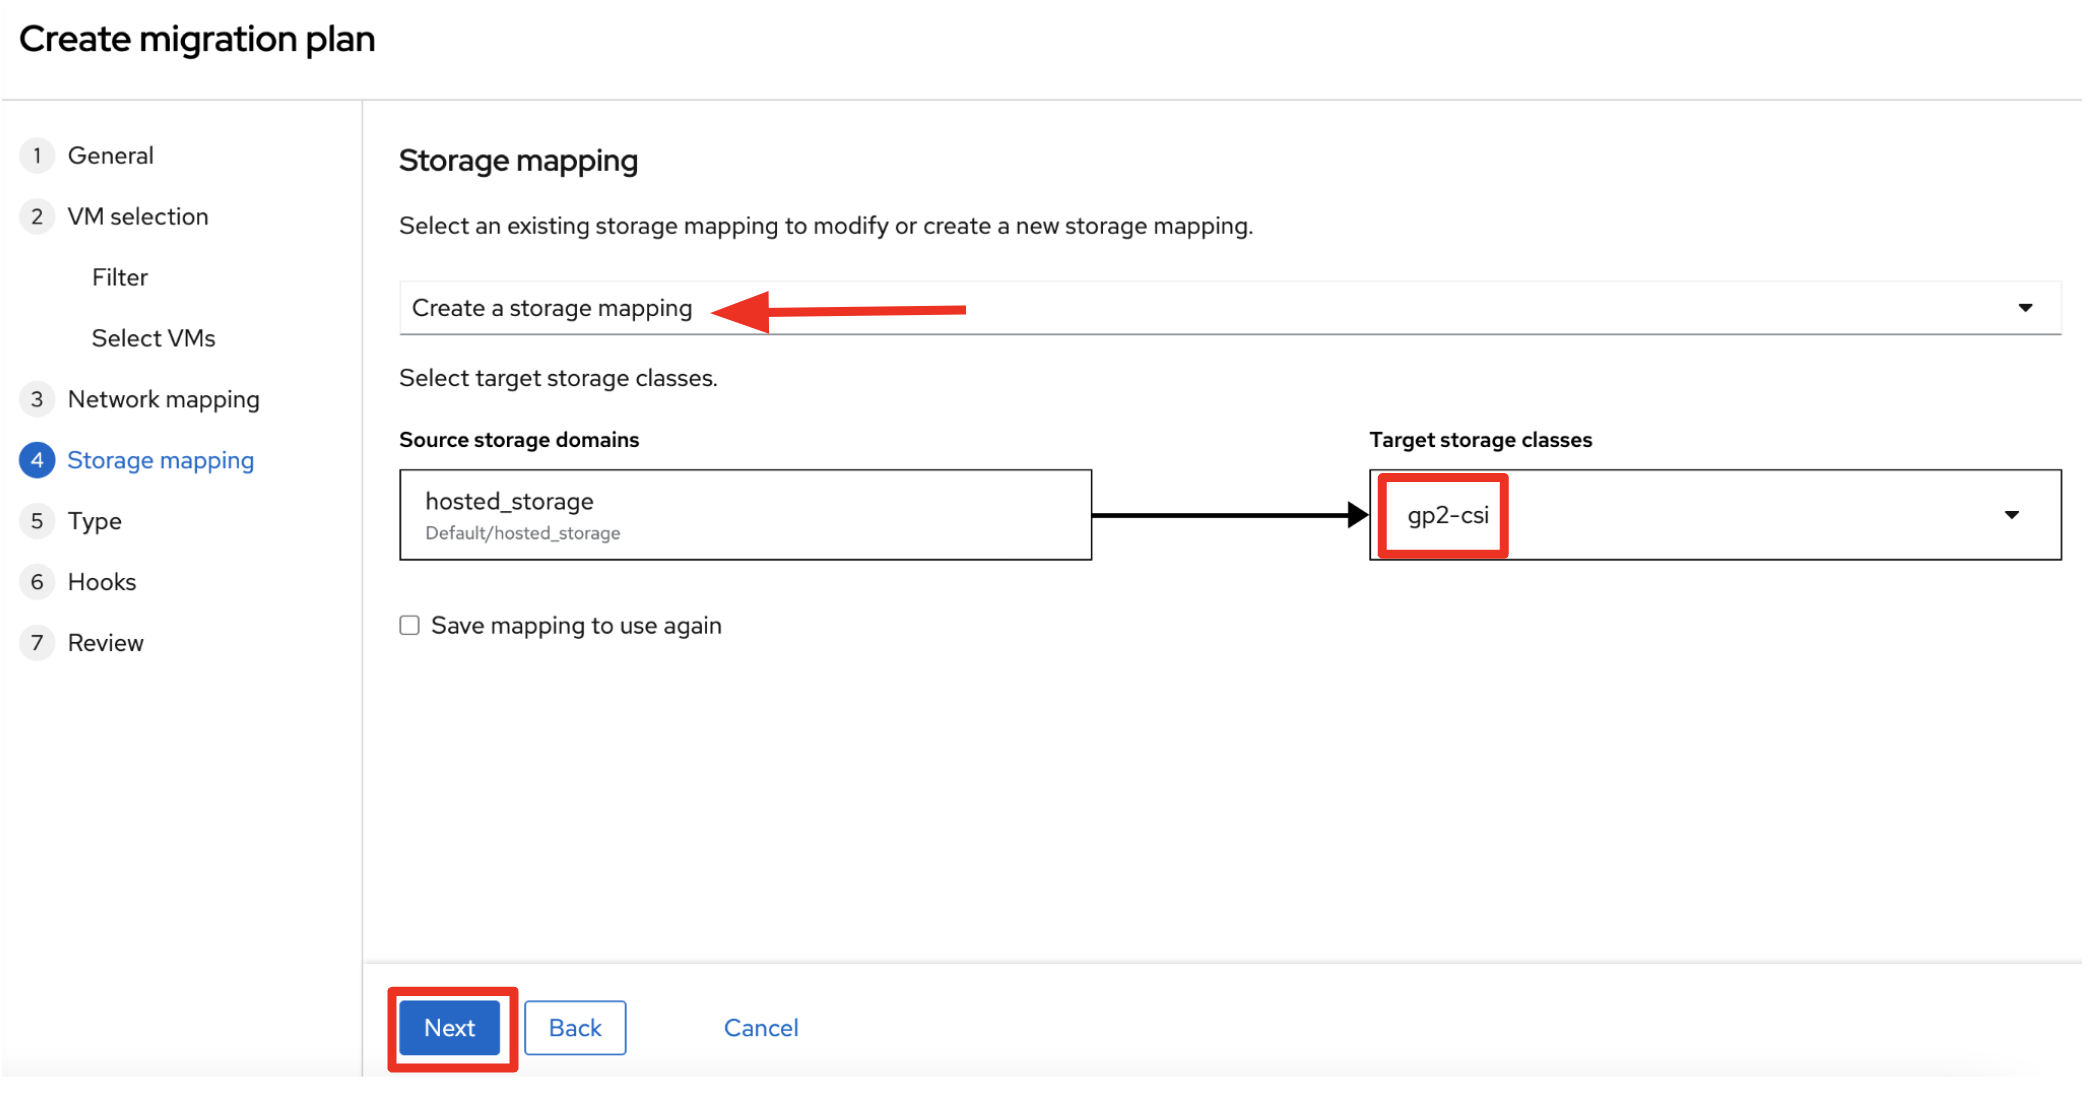 Create migration plan
1 General
2 VM selection
Filter
Select VMs
3 Network mapping
4 Storage mapping
5 Type
6 Hooks
7 Review
Storage mapping
Select an existing storage mapping to modify or create a new storage mapping.
Create a storage mapping
Select target storage classes.
Source storage domains
Target storage classes
hosted_storage
Default/hosted_storage
gp2-csi
Save mapping to use again
Next
Back
Cancel